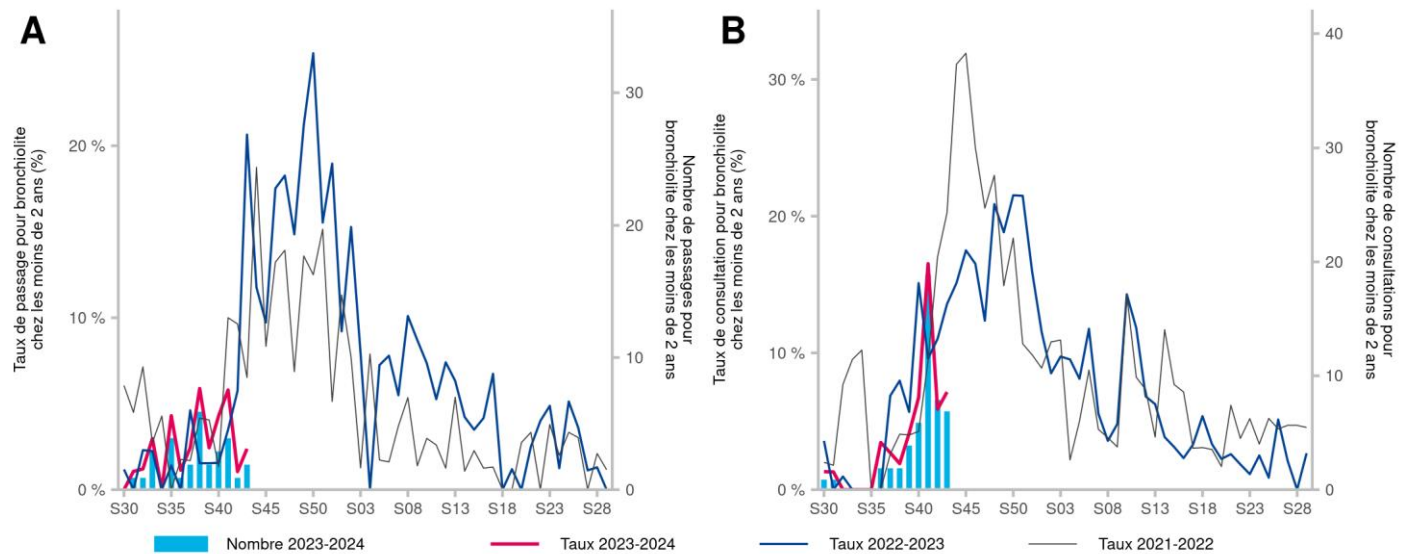 A
Taux de passage pour bronchiolite
chez les moins de 2 ans (%)
20 %
10 %
0 %
30
20
10
0
Nombre de passages pour
bronchiolite chez les moins de 2 ans
S30 S35 S40 S45 S50 S03 S08 S13 S18 S23 S28
B
Taux de consultation pour bronchiolite
chez les moins de 2 ans (%)
30 %
20 %
10 %
0 %
40
30
20
10
0
Nombre de consultations pour
bronchiolite chez les moins de 2 ans
S30 S35 S40 S45 S50 S03 S08 S13 S18 S23 S28
Nombre 2023-2024 Taux 2023-2024 Taux 2022-2023 Taux 2021-2022